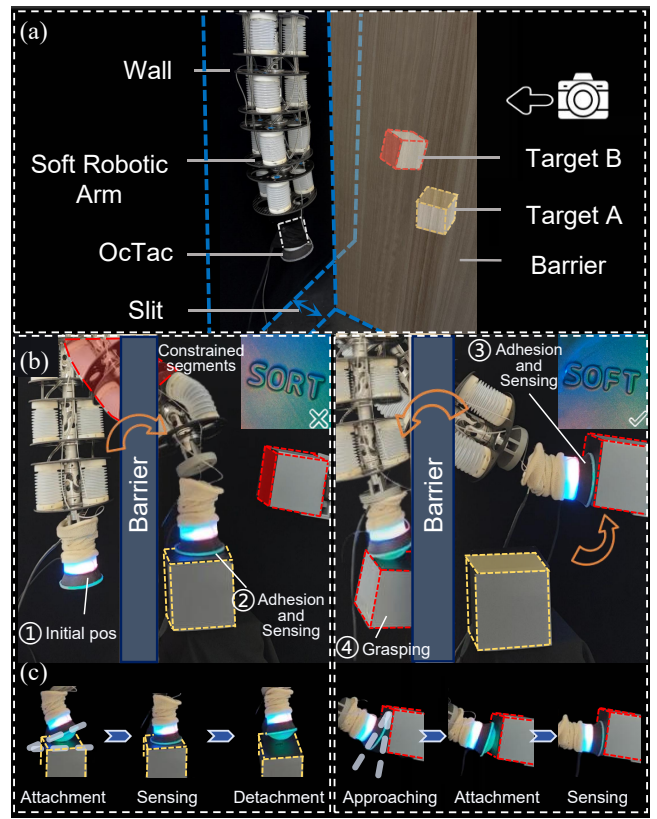 (a)
Wall
Soft Robotic
Arm
OcTac
Slit
Target B
Target A
Barrier
(b)
Constrained
segments
SORT
Barrier
① Initial pos
② Adhesion
and
Sensing
③ Adhesion
and Sensing
SOFT
Barrier
④ Grasping
(c)
Attachment
Sensing
Detachment
Approaching
Attachment
Sensing